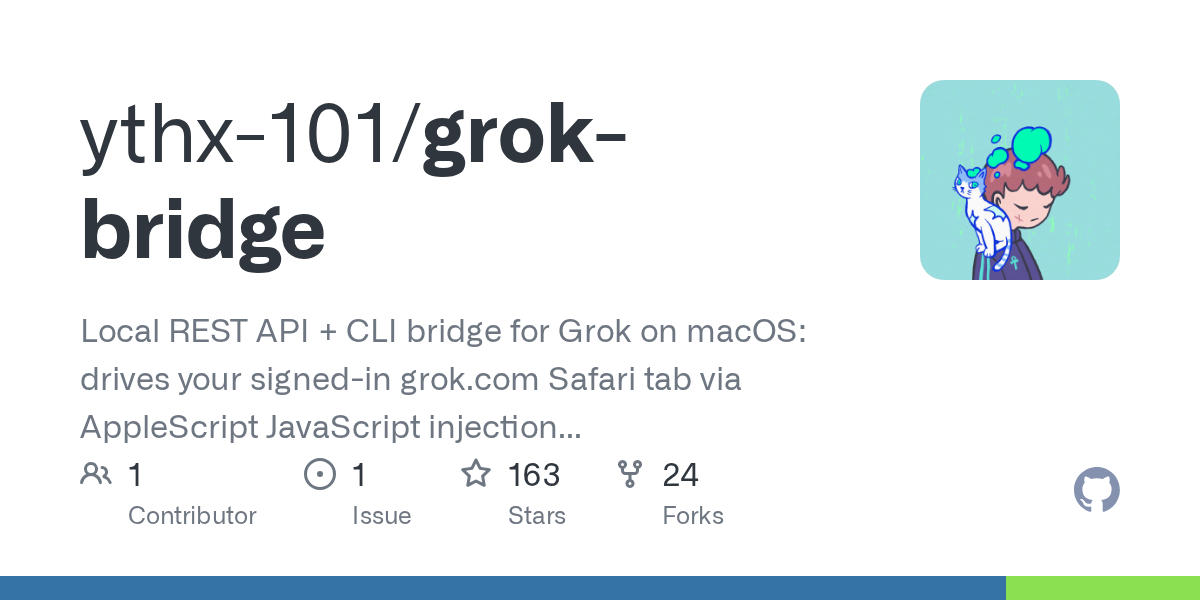 ythx-101/grok-
bridge
Local REST API + CLI bridge for Grok on macOS:
drives your signed-in grok.com Safari tab via
AppleScript JavaScript injection...
1 1 163 24
Contributor Issue Stars Forks